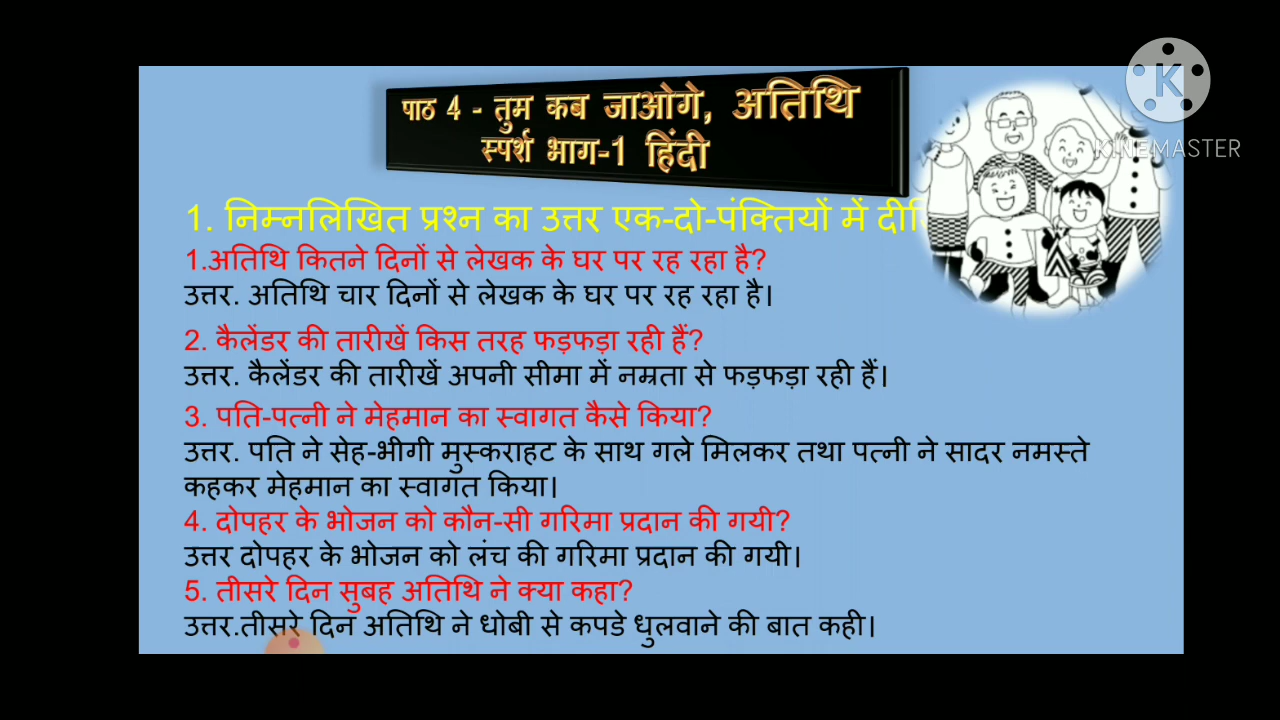 पाठ 4 - तुम कब जाओगे, अतिथि
स्पर्श भाग-1 हिंदी
K
KINEMASTER
1. निम्नलिखित प्रश्न का उत्तर एक-दो-पंक्तियों में
1.अतिथि कितने दिनों से लेखक के घर पर रह रहा है?
उत्तर. अतिथि चार दिनों से लेखक के घर पर रह रहा है।
2. कैलेंडर की तारीखें किस तरह फड़फड़ा रही हैं?
उत्तर. कैलेंडर की तारीखें अपनी सीमा में नम्रता से फड़फड़ा रही हैं।
3. पति-पत्नी ने मेहमान का स्वागत कैसे किया?
उत्तर. पति ने सेह-भीगी मुस्कराहट के साथ गले मिलकर तथा पत्नी ने सादर नमस्ते
कहकर मेहमान का स्वागत किया।
4. दोपहर के भोजन को कौन-सी गरिमा प्रदान की गयी?
उत्तर दोपहर के भोजन को लंच की गरिमा प्रदान की गयी।
5. तीसरे दिन सुबह अतिथि ने क्या कहा?
उत्तर.तीसरे दिन अतिथि ने धोबी से कपडे धुलवाने की बात कही।